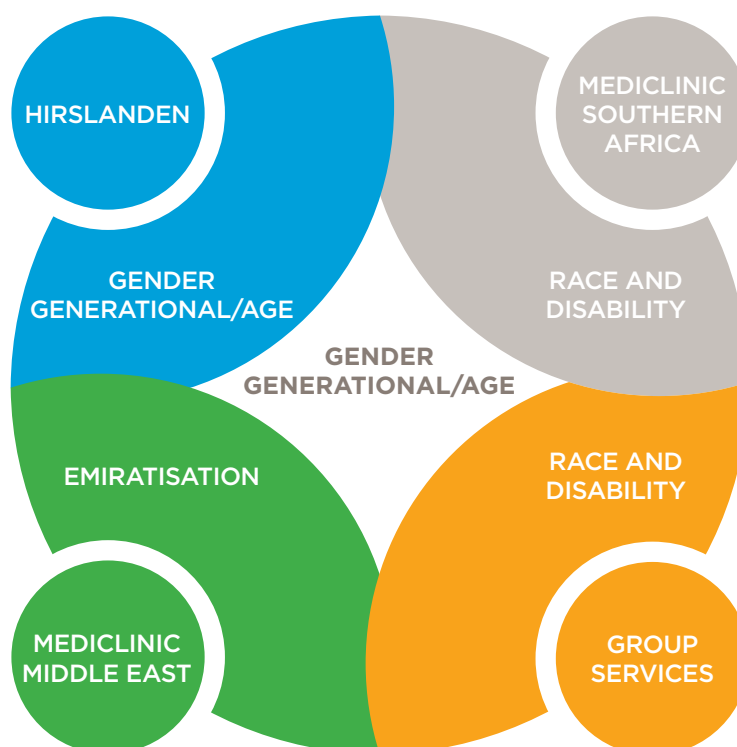 HIRSLANDEN
MEDICLINIC
SOUTHERN
AFRICA
GENDER
GENERATIONAL/AGE
RACE AND
DISABILITY
GENDER
GENERATIONAL/AGE
EMIRATISATION
RACE AND
DISABILITY
MEDICLINIC
MIDDLE EAST
GROUP
SERVICES